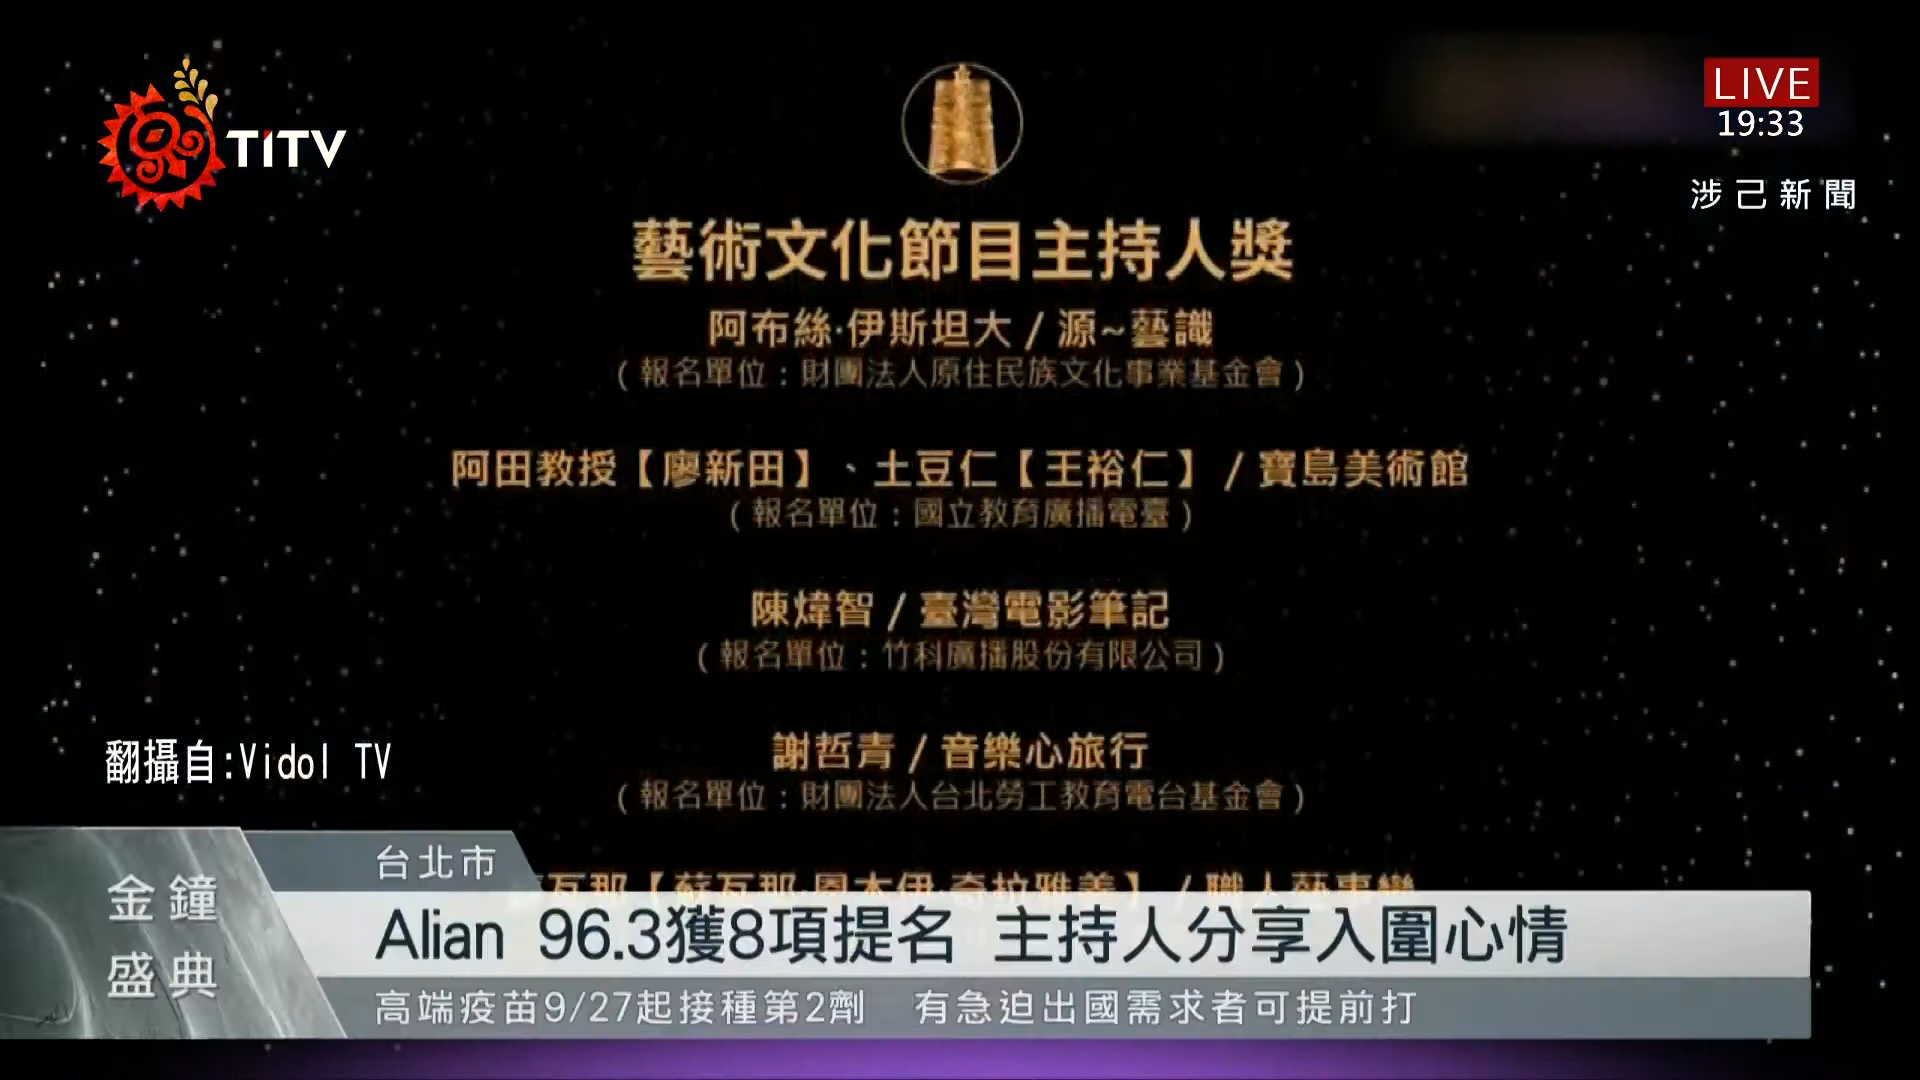 TITV
LIVE
19:33
涉己新聞
藝術文化節目主持人獎
阿布絲·伊斯坦大 / 源~藝識
(報名單位：財團法人原住民族文化事業基金會)
阿田教授【廖新田】、土豆仁【王裕仁】 / 寶島美術館
(報名單位：國立教育廣播電臺)
陳煒智 / 臺灣電影筆記
(報名單位：竹科廣播股份有限公司)
謝哲青 / 音樂心旅行
(報名單位：財團法人台北勞工教育電台基金會)
翻攝自:Vidol TV
金鐘
盛典
台北市
Alian 96.3獲8項提名 主持人分享入圍心情
高端疫苗9/27起接種第2劑 有急迫出國需求者可提前打